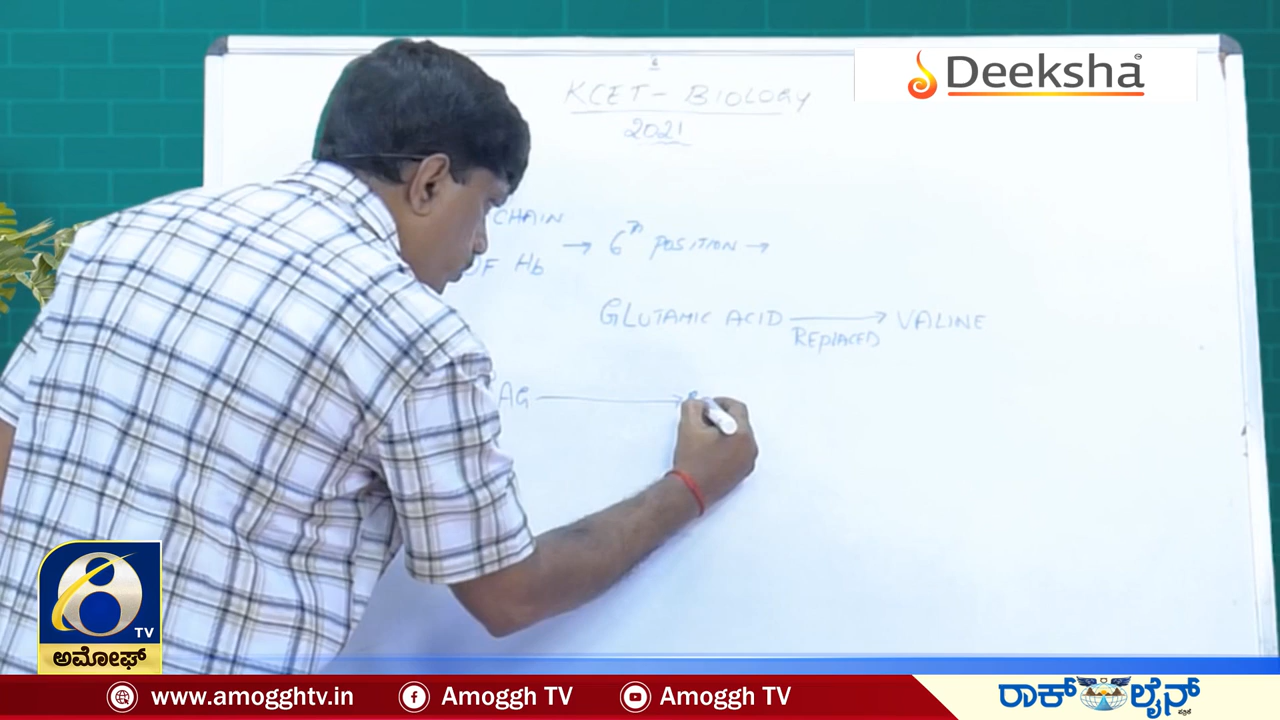 Deeksha
KCET - BIOLOGY
2021
CHAIN
OF Hb → 6th POSITION →
GLUTAMIC ACID → VALINE
REPLACED
AG →
8
TV
ಅಮೋಘ್
www.amogghtv.in
Amoggh TV
Amoggh TV
ರಾಕ್ ಲೈನ್